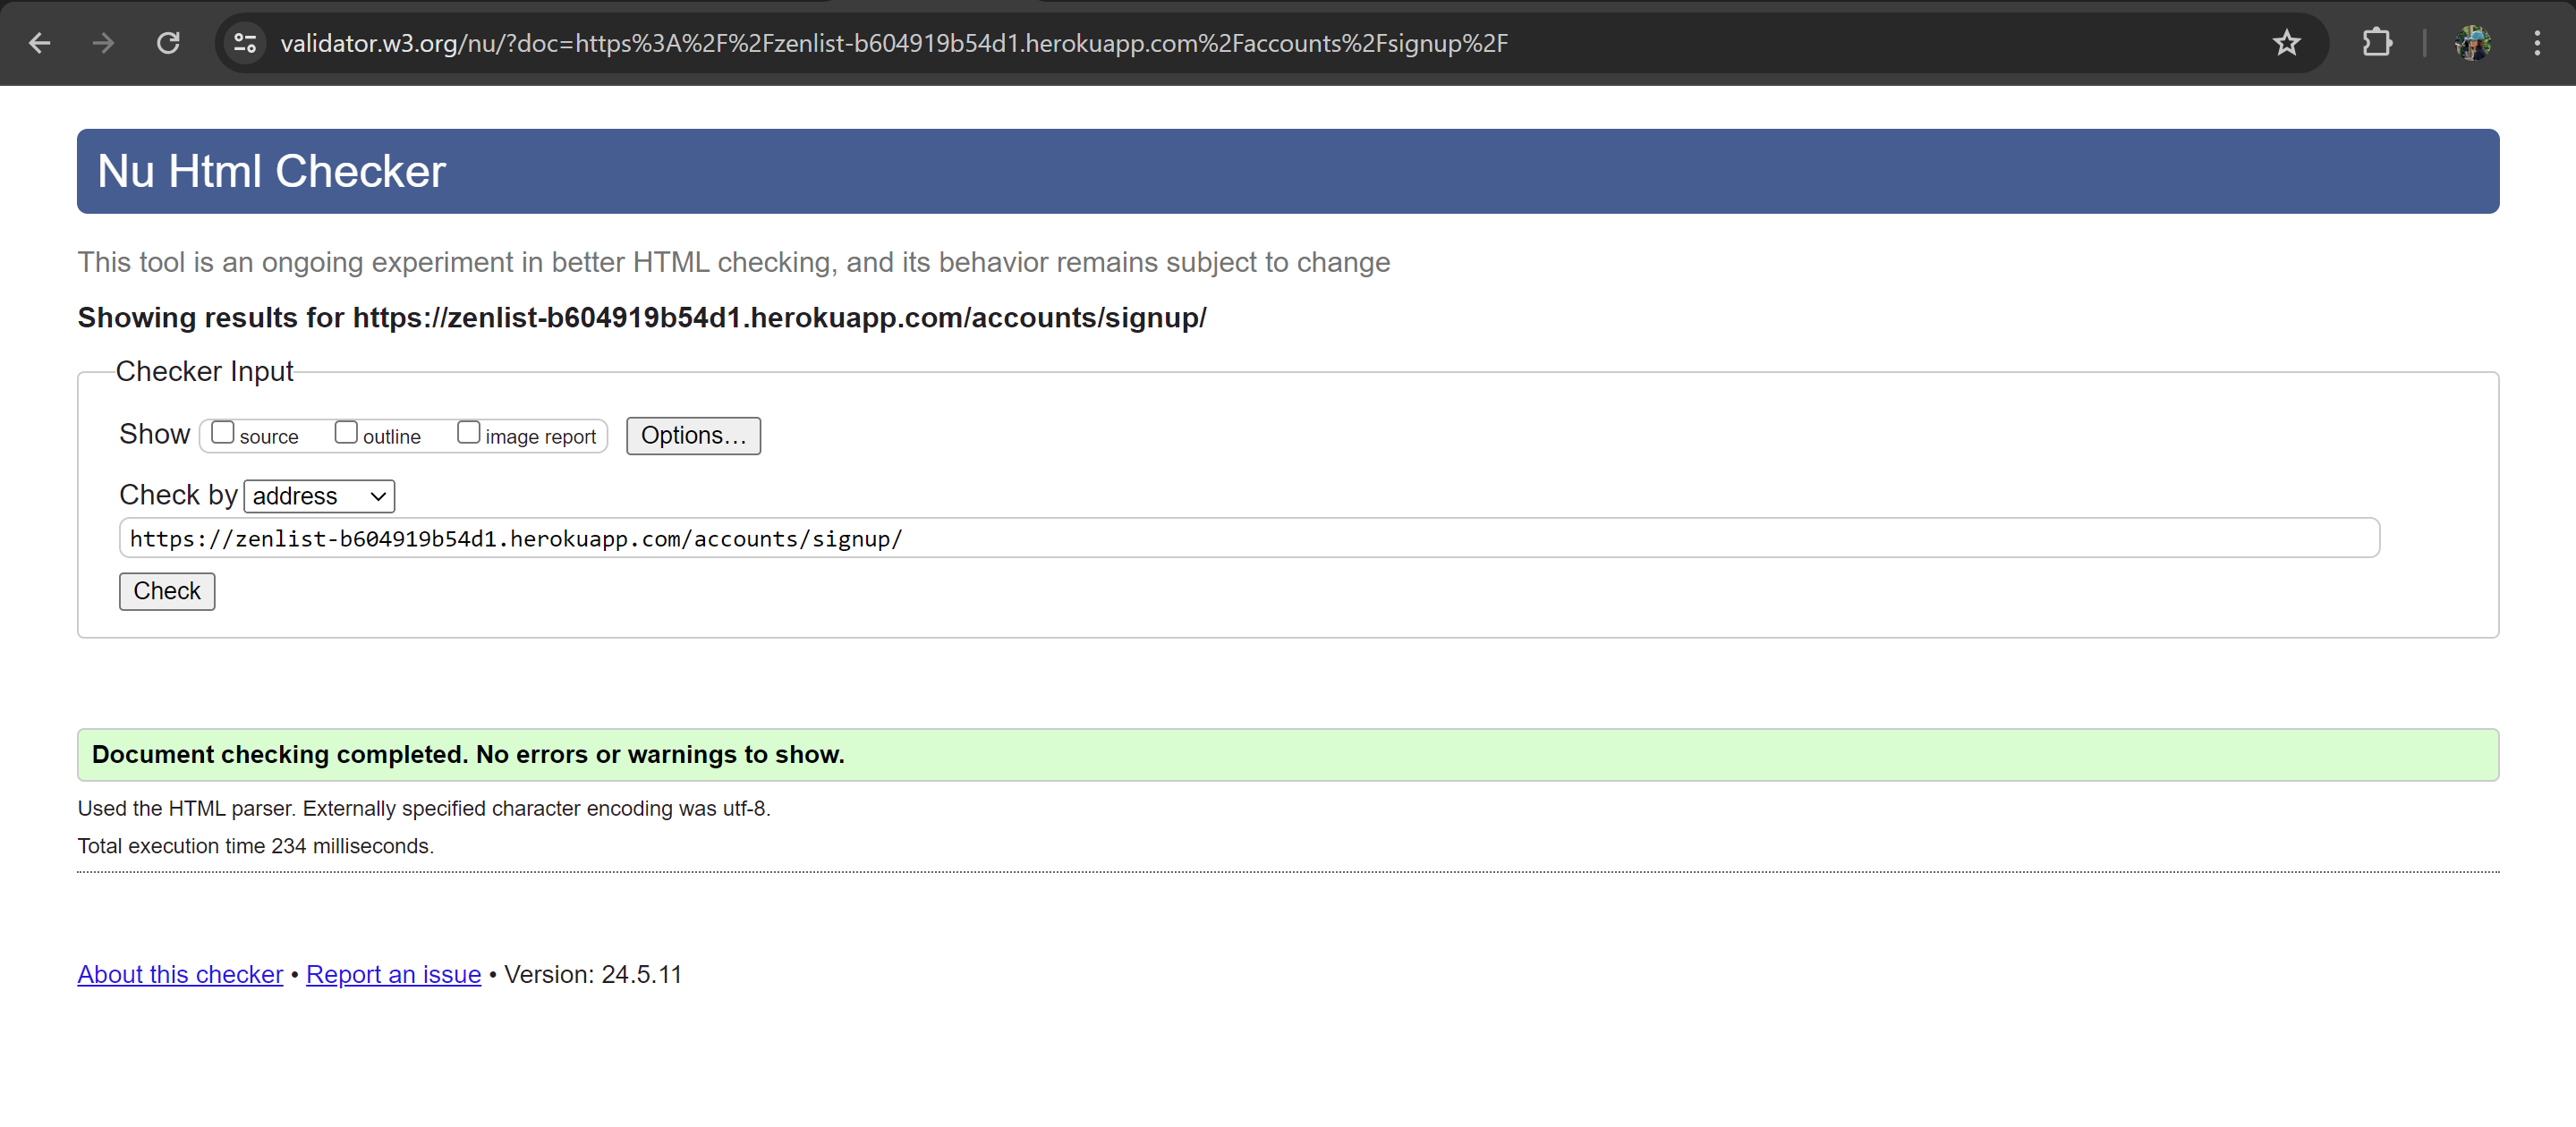 validator.w3.org/nu/?doc=https%3A%2F%2Fzenlist-b604919b54d1.herokuapp.com%2Faccounts%2Fsignup%2F
Nu Html Checker
This tool is an ongoing experiment in better HTML checking, and its behavior remains subject to change
Showing results for https://zenlist-b604919b54d1.herokuapp.com/accounts/signup/
Checker Input
Show source outline image report Options…
Check by address
https://zenlist-b604919b54d1.herokuapp.com/accounts/signup/
Check
Document checking completed. No errors or warnings to show.
Used the HTML parser. Externally specified character encoding was utf-8.
Total execution time 234 milliseconds.
About this checker • Report an issue • Version: 24.5.11